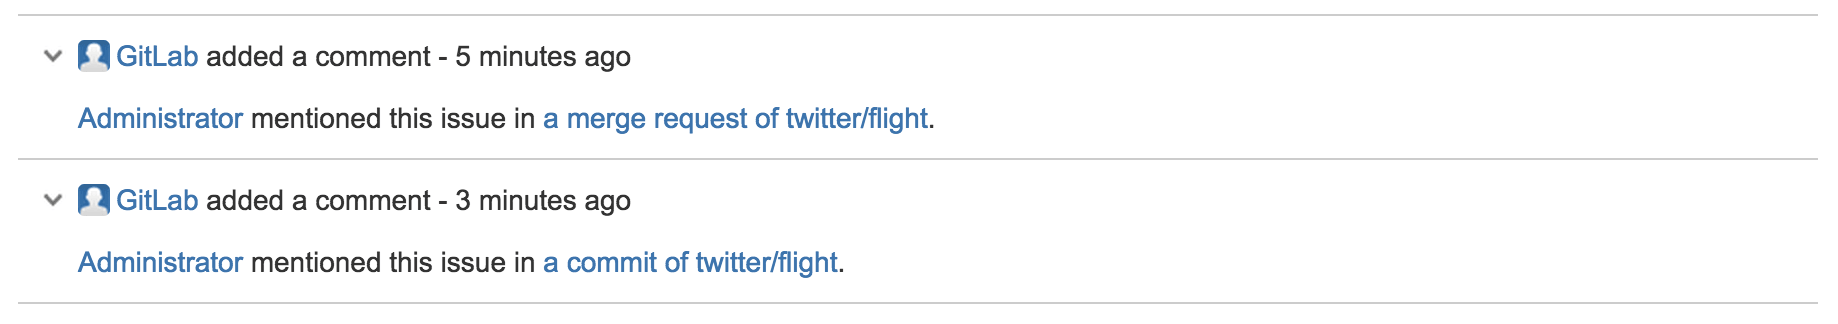 GitLab added a comment - 5 minutes ago
Administrator mentioned this issue in a merge request of twitter/flight.
GitLab added a comment - 3 minutes ago
Administrator mentioned this issue in a commit of twitter/flight.